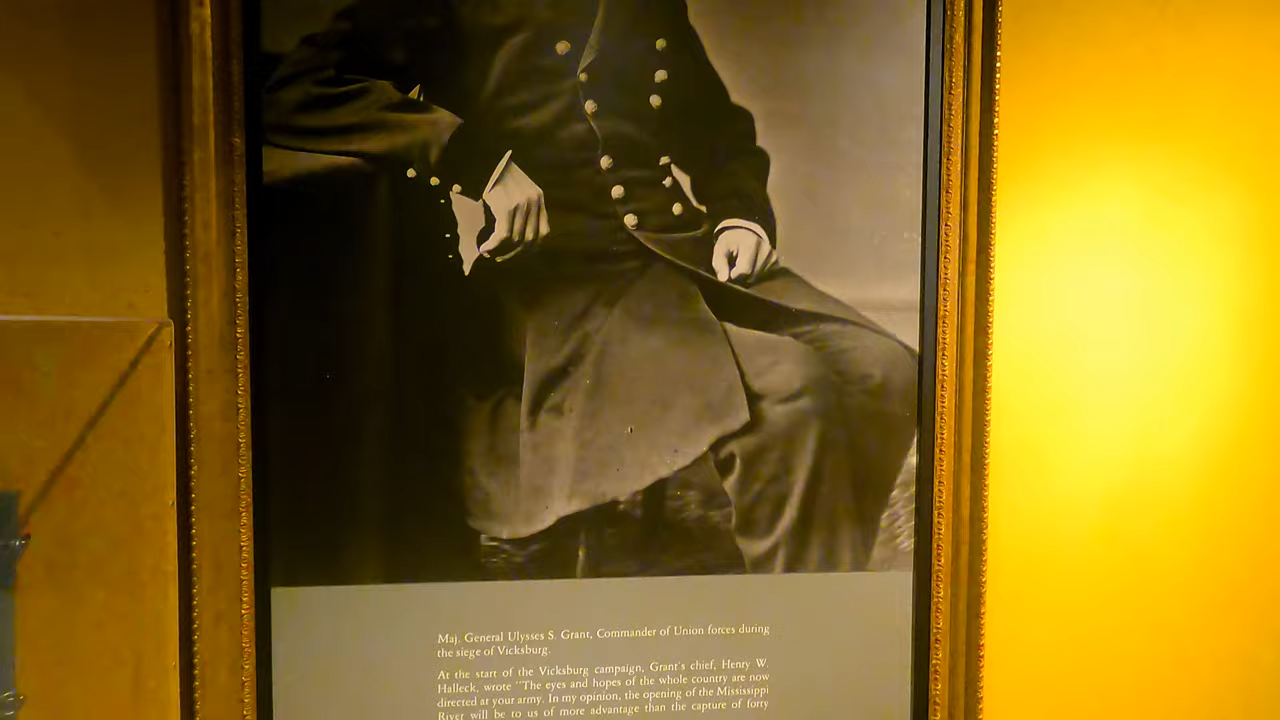 Maj. General Ulysses S. Grant, Commander of Union forces during
the siege of Vicksburg.
At the start of the Vicksburg campaign, Grant's chief, Henry W.
Halleck, wrote "The eyes and hopes of the whole country are now
directed at your army. In my opinion, the opening of the Mississippi
River will be to us of more advantage than the capture of forty